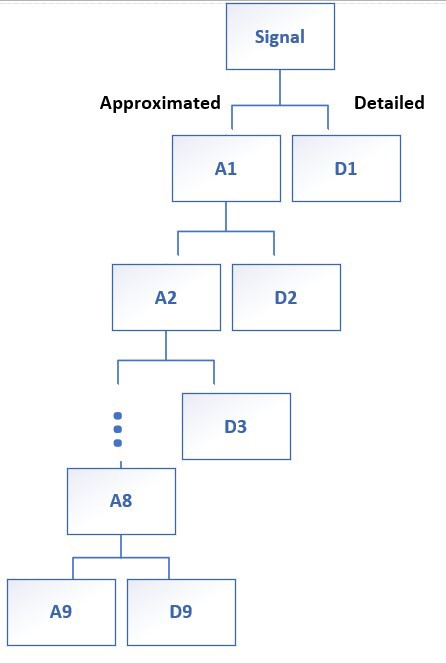 Signal
Approximated
Detailed
A1
D1
A2
D2
D3
A8
A9
D9